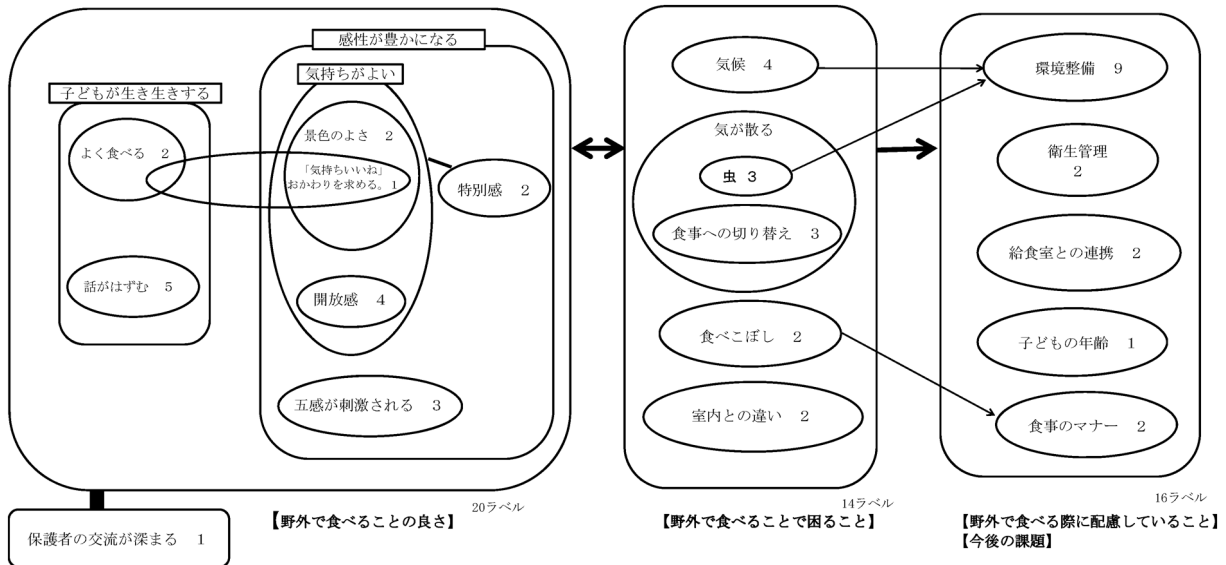 感性が豊かになる
気持ちがよい
子どもが生き生きする
よく食べる 2
景色のよさ 2
「気持ちいいね」
おかわりを求める。1
特別感 2
話がはずむ 5
開放感 4
五感が刺激される 3
20ラベル
【野外で食べることの良さ】
保護者の交流が深まる 1
気候 4
気が散る
虫 3
食事への切り替え 3
食べこぼし 2
室内との違い 2
14ラベル
【野外で食べることで困ること】
環境整備 9
衛生管理
2
給食室との連携 2
子どもの年齢 1
食事のマナー 2
16ラベル
【野外で食べる際に配慮していること】
【今後の課題】